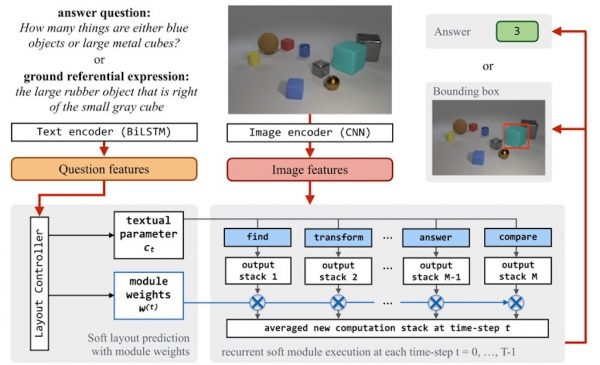 answer question:
How many things are either blue
objects or large metal cubes?
or
ground referential expression:
the large rubber object that is right
of the small gray cube
Text encoder (BiLSTM)
Image encoder (CNN)
Question features
Image features
Answer
3
or
Bounding box
Layout Controller
textual
parameter
ct
module
weights
w(t)
Soft layout prediction
with module weights
find
transform
...
answer
compare
output
stack 1
output
stack 2
...
output
stack M-1
output
stack M
...
averaged new computation stack at time-step t
recurrent soft module execution at each time-step t = 0, …, T-1